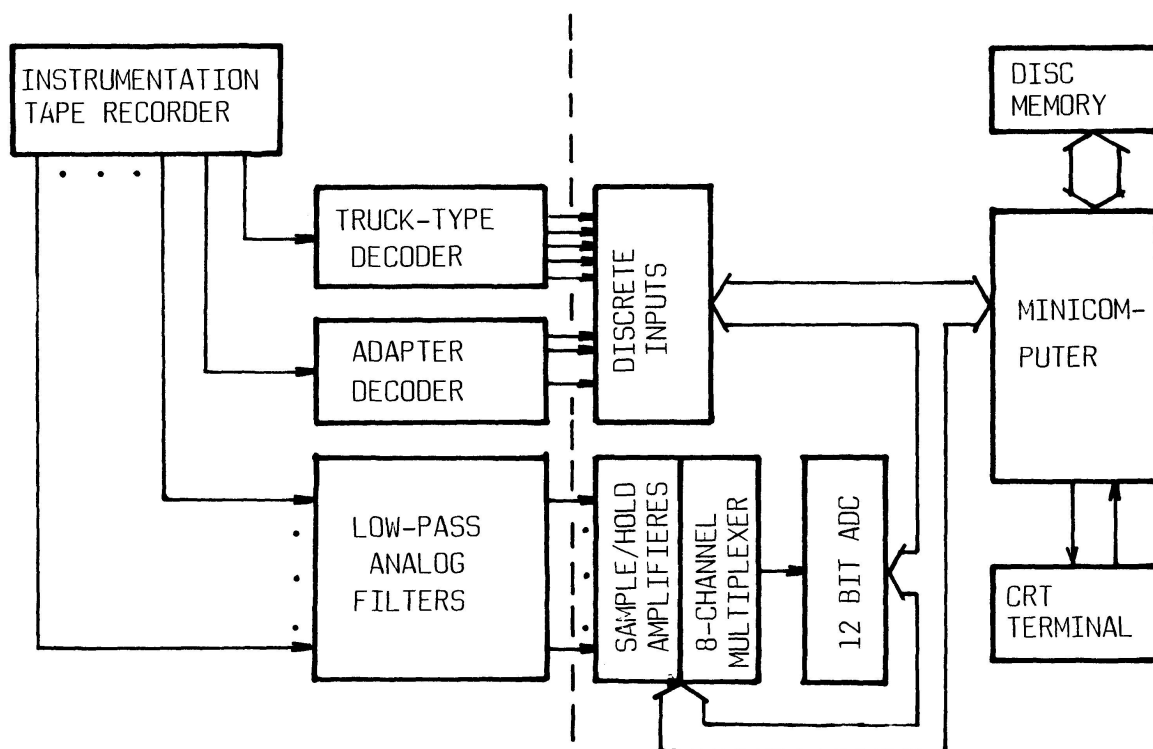 INSTRUMENTATION
TAPE RECORDER
DISC
MEMORY
TRUCK-TYPE
DECODER
ADAPTER
DECODER
DISCRETE
INPUTS
MINICOM-
PUTER
LOW-PASS
ANALOG
FILTERS
SAMPLE/HOLD
AMPLIFIERES
8-CHANNEL
MULTIPLEXER
12 BIT ADC
CRT
TERMINAL